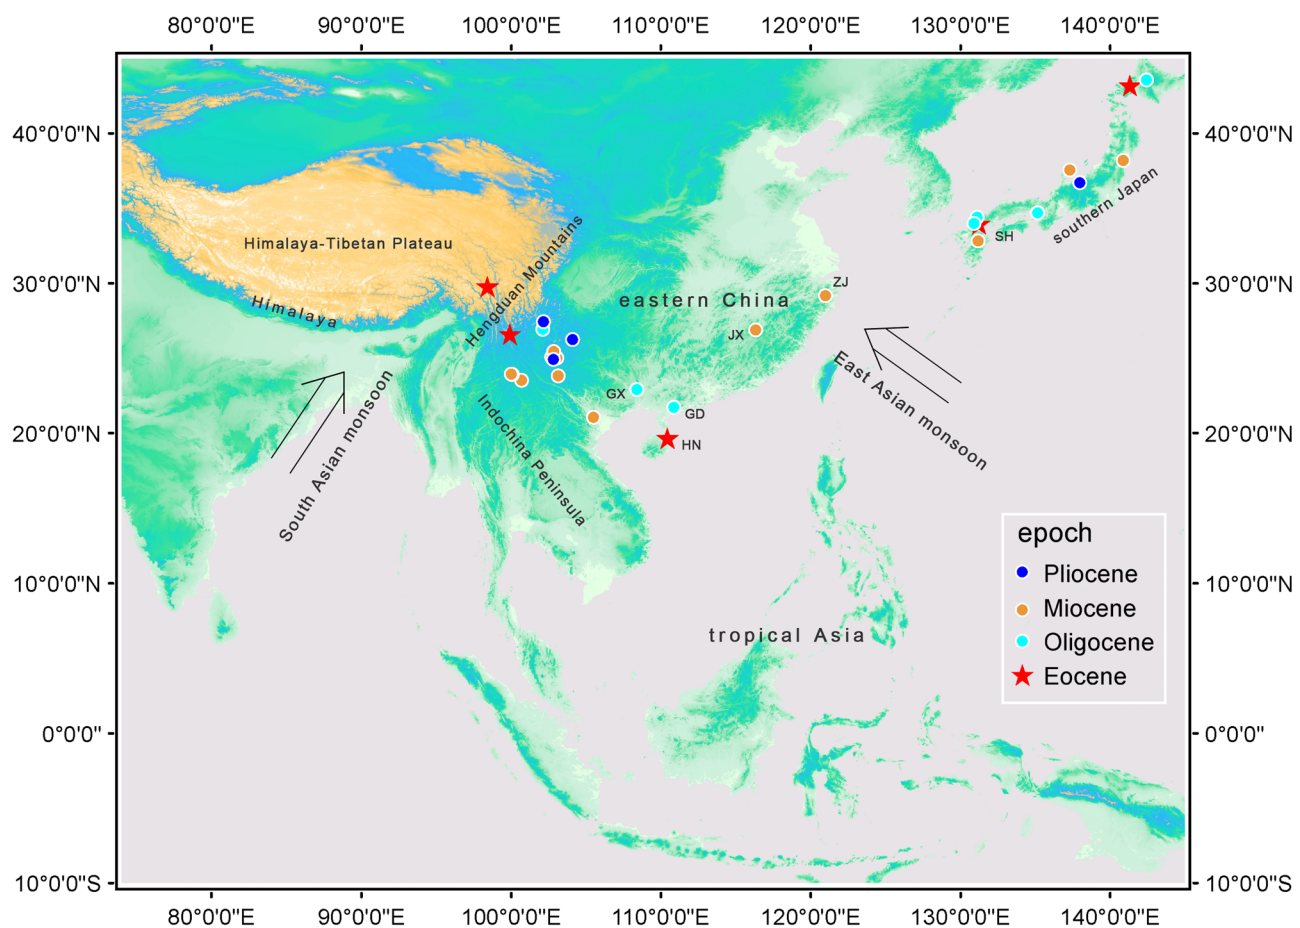 80°0'0"E 90°0'0"E 100°0'0"E 110°0'0"E 120°0'0"E 130°0'0"E 140°0'0"E
40°0'0"N 40°0'0"N
southern Japan
SH
Himalaya-Tibetan Plateau
Hengduan Mountains
30°0'0"N 30°0'0"N
ZJ
eastern China
Himalaya
JX
East Asian monsoon
South Asian monsoon
GX
GD
Indochina Peninsula
20°0'0"N 20°0'0"N
HN
epoch
Pliocene
10°0'0"N 10°0'0"N
Miocene
tropical Asia
Oligocene
Eocene
0°0'0" 0°0'0"
10°0'0"S 10°0'0"S
80°0'0"E 90°0'0"E 100°0'0"E 110°0'0"E 120°0'0"E 130°0'0"E 140°0'0"E